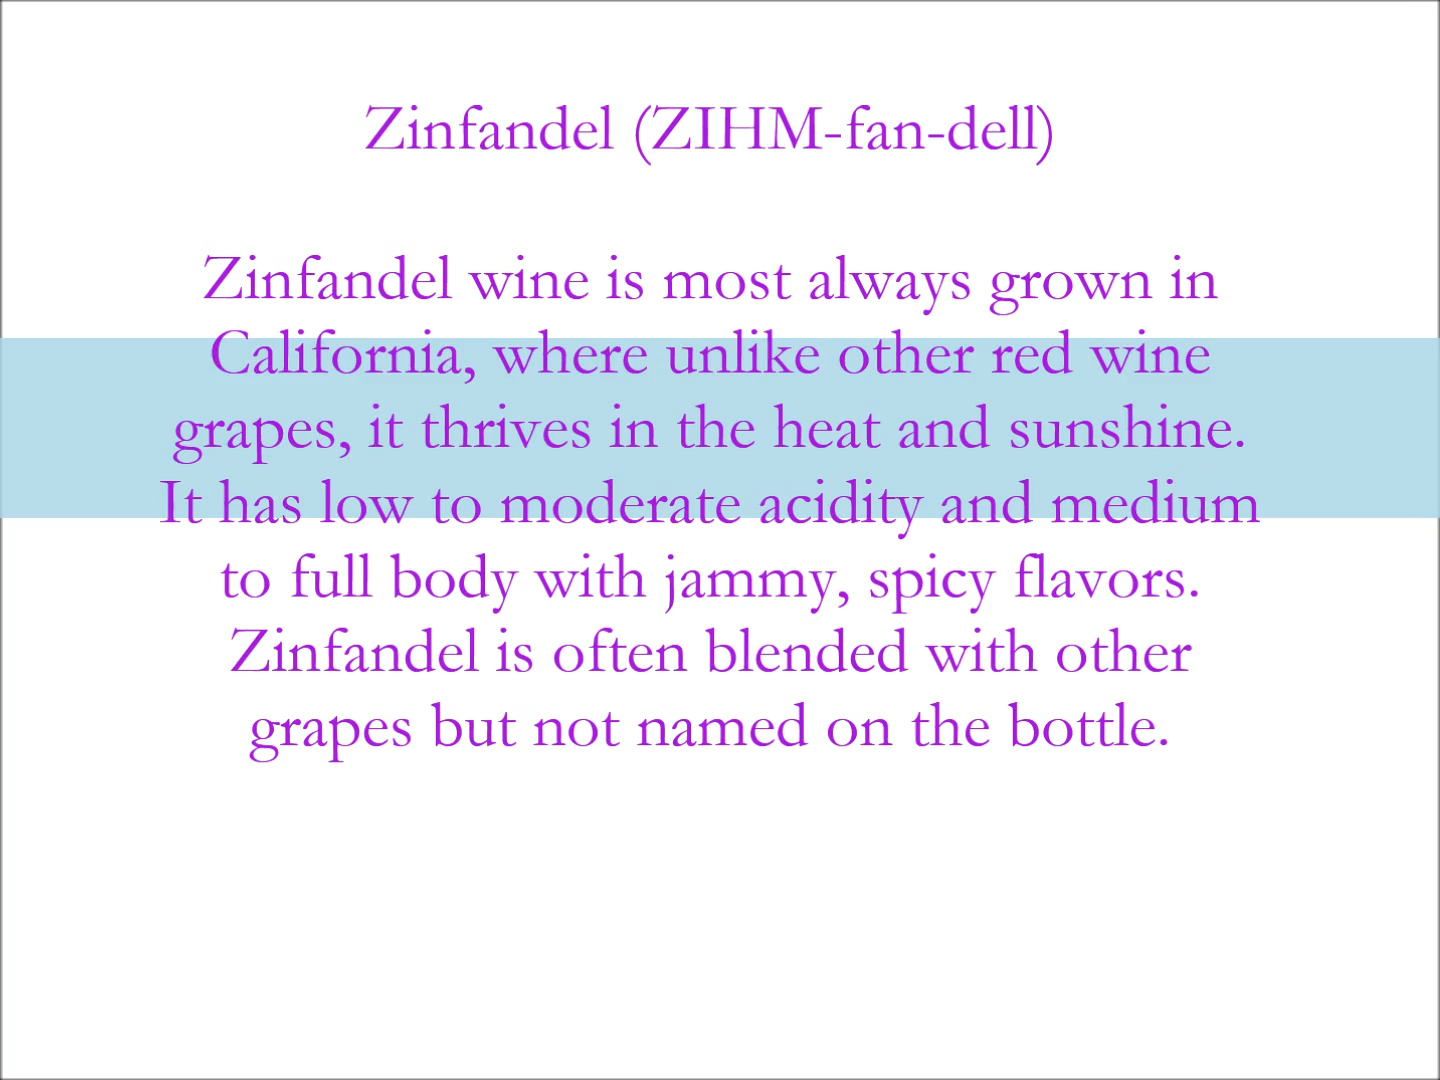 Zinfandel (ZIHM-fan-dell)
Zinfandel wine is most always grown in
California, where unlike other red wine
grapes, it thrives in the heat and sunshine.
It has low to moderate acidity and medium
to full body with jammy, spicy flavors.
Zinfandel is often blended with other
grapes but not named on the bottle.